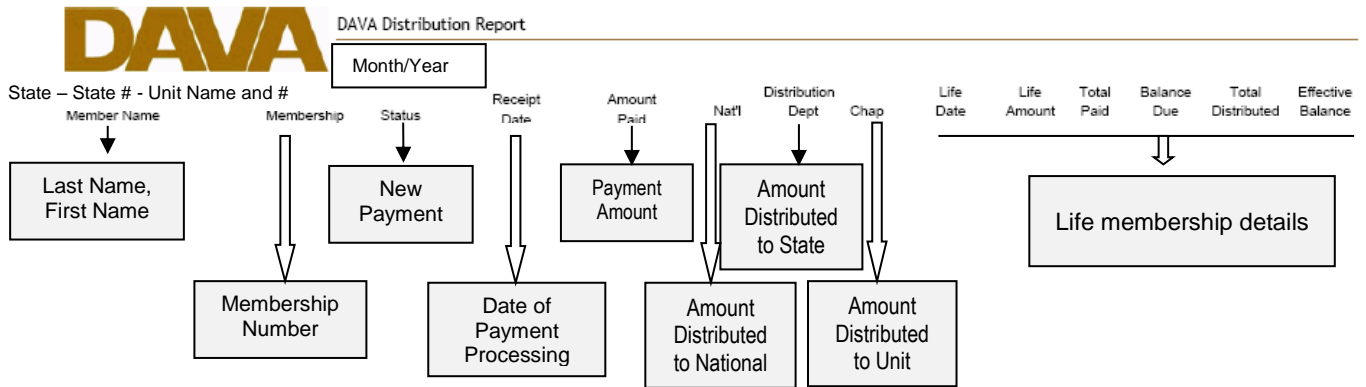 DAVA
DAVA Distribution Report
Month/Year
State – State # - Unit Name and #
Member Name
Membership
Status
Receipt
Date
Amount
Paid
Nat'l
Distribution
Dept
Chap
Life
Date
Life
Amount
Total
Paid
Balance
Due
Total
Distributed
Effective
Balance
Last Name,
First Name
New
Payment
Payment
Amount
Amount
Distributed
to State
Life membership details
Membership
Number
Date of
Payment
Processing
Amount
Distributed
to National
Amount
Distributed
to Unit